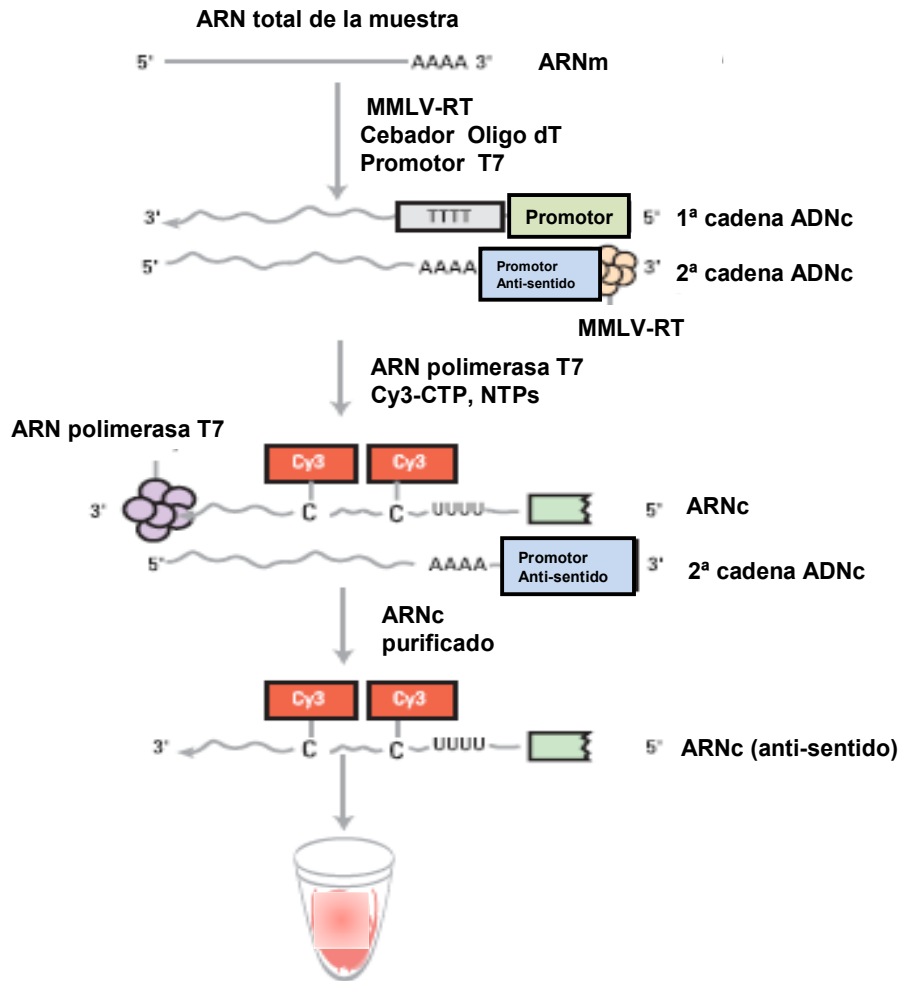 ARN total de la muestra
5' AAAA 3' ARNm
MMLV-RT
Cebador Oligo dT
Promotor T7
3' TTTT Promotor 5' 1ª cadena ADNc
5' AAAA Promotor Anti-sentido 3' 2ª cadena ADNc
MMLV-RT
ARN polimerasa T7
Cy3-CTP, NTPs
ARN polimerasa T7
Cy3 Cy3
3' C C UUUU 5' ARNc
5' AAAA Promotor Anti-sentido 3' 2ª cadena ADNc
ARNc
purificado
Cy3 Cy3
3' C C UUUU 5' ARNc (anti-sentido)